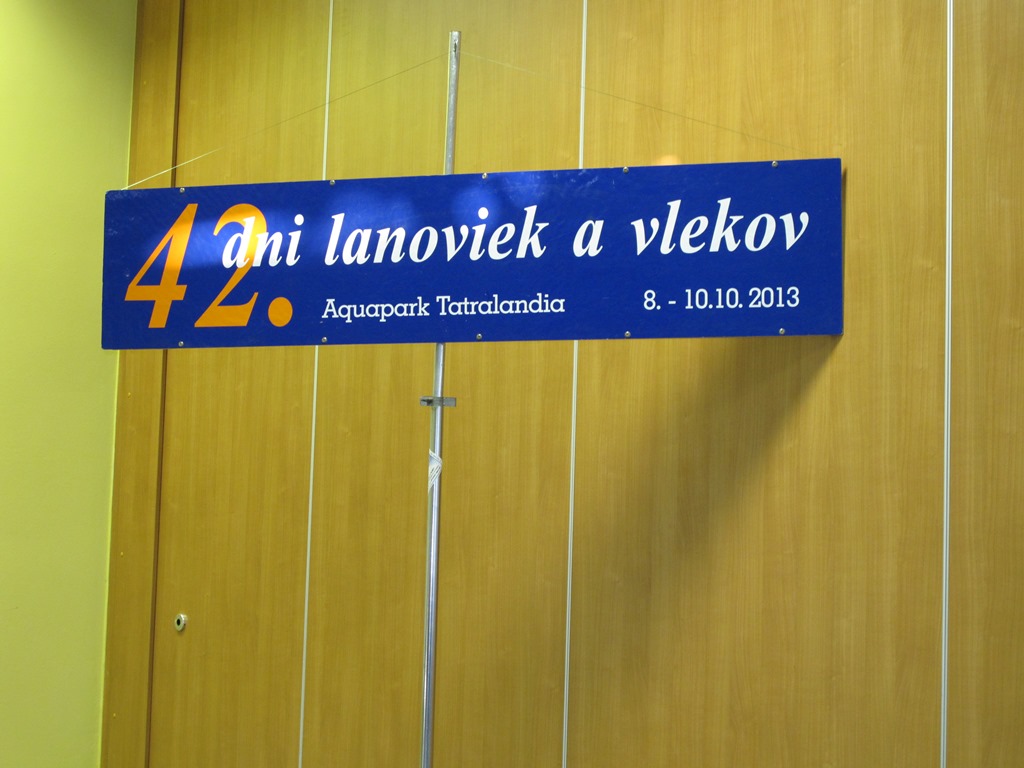 42. dni lanoviek a vlekov
Aquapark Tatralandia 8. - 10.10. 2013